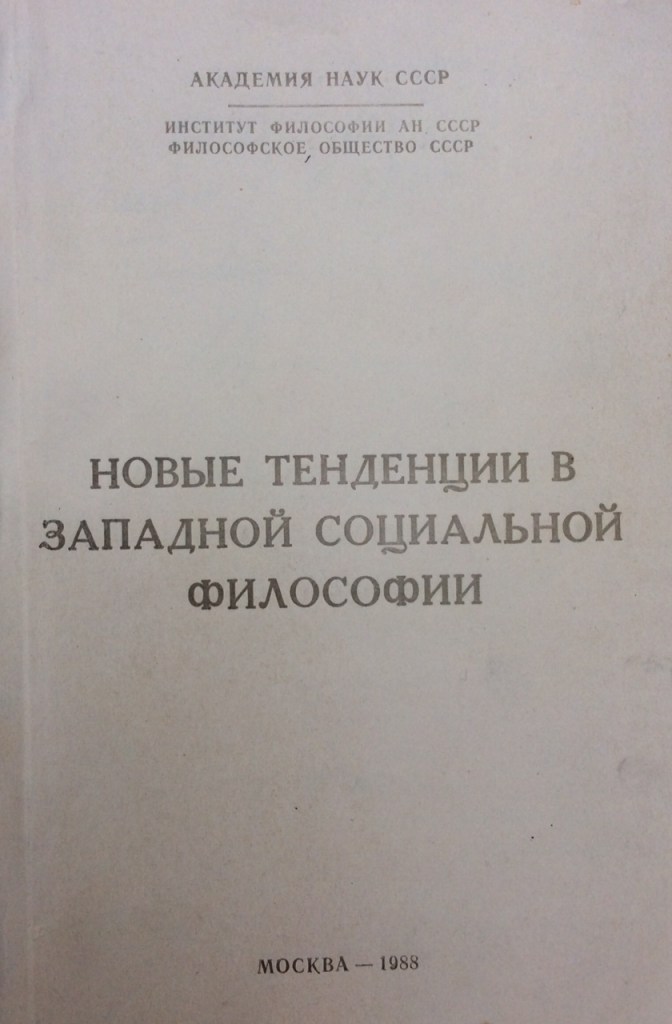 АКАДЕМИЯ НАУК СССР
ИНСТИТУТ ФИЛОСОФИИ АН СССР
ФИЛОСОФСКОЕ ОБЩЕСТВО СССР
НОВЫЕ ТЕНДЕНЦИИ В
ЗАПАДНОЙ СОЦИАЛЬНОЙ
ФИЛОСОФИИ
МОСКВА — 1988